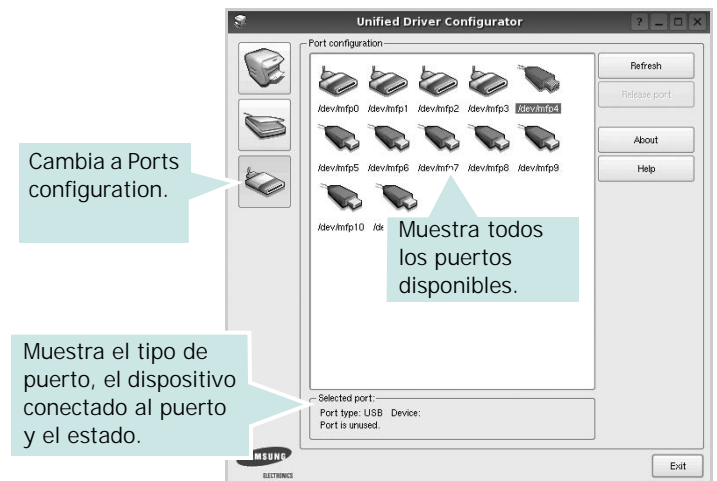 Unified Driver Configurator
Port configuration
/dev/mfp0 /dev/mfp1 /dev/mfp2 /dev/mfp3 /dev/mfp4
/dev/mfp5 /dev/mfp6 /dev/mfp7 /dev/mfp8 /dev/mfp9
/dev/mfp10
Refresh
Release port
About
Help
Cambia a Ports
configuration.
Muestra todos
los puertos
disponibles.
Muestra el tipo de
puerto, el dispositivo
conectado al puerto
y el estado.
Selected port:
Port type: USB Device:
Port is unused.
ELECTRONICS
Exit